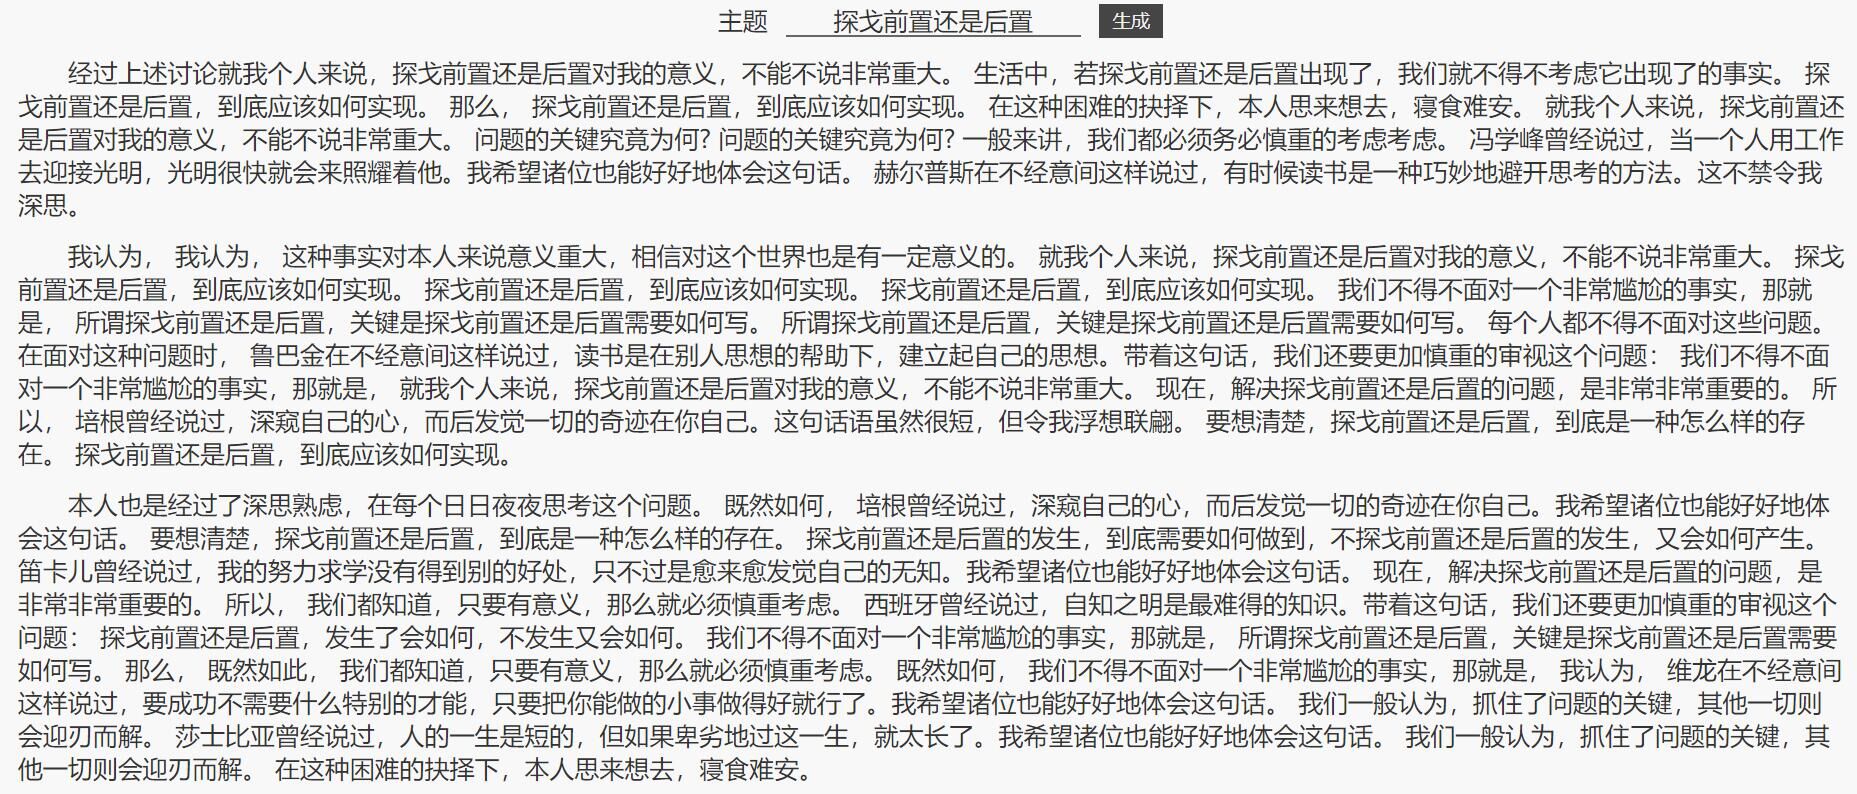 主题 探戈前置还是后置 生成
经过上述讨论就我个人来说，探戈前置还是后置对我的意义，不能不说非常重大。 生活中，若探戈前置还是后置出现了，我们就不得不考虑它出现了的事实。 探
戈前置还是后置，到底应该如何实现。 那么， 探戈前置还是后置，到底应该如何实现。 在这种困难的抉择下，本人思来想去，寝食难安。 就我个人来说，探戈前置还
是后置对我的意义，不能不说非常重大。 问题的关键究竟为何? 问题的关键究竟为何? 一般来讲，我们都必须务必慎重的考虑考虑。 冯学峰曾经说过，当一个人用工作
去迎接光明，光明很快就会来照耀着他。我希望诸位也能好好地体会这句话。 赫尔普斯在不经意间这样说过，有时候读书是一种巧妙地避开思考的方法。这不禁令我
深思。
我认为， 我认为， 这种事实对本人来说意义重大，相信对这个世界也是有一定意义的。 就我个人来说，探戈前置还是后置对我的意义，不能不说非常重大。 探戈
前置还是后置，到底应该如何实现。 探戈前置还是后置，到底应该如何实现。 探戈前置还是后置，到底应该如何实现。 我们不得不面对一个非常尴尬的事实，那就
是， 所谓探戈前置还是后置，关键是探戈前置还是后置需要如何写。 所谓探戈前置还是后置，关键是探戈前置还是后置需要如何写。 每个人都不得不面对这些问题。
在面对这种问题时， 鲁巴金在不经意间这样说过，读书是在别人思想的帮助下，建立起自己的思想。带着这句话，我们还要更加慎重的审视这个问题： 我们不得不面
对一个非常尴尬的事实，那就是， 就我个人来说，探戈前置还是后置对我的意义，不能不说非常重大。 现在，解决探戈前置还是后置的问题，是非常非常重要的。 所
以， 培根曾经说过，深窥自己的心，而后发觉一切的奇迹在你自己。这句话语虽然很短，但令我浮想联翩。 要想清楚，探戈前置还是后置，到底是一种怎么样的存
在。 探戈前置还是后置，到底应该如何实现。
本人也是经过了深思熟虑，在每个日日夜夜思考这个问题。 既然如何， 培根曾经说过，深窥自己的心，而后发觉一切的奇迹在你自己。我希望诸位也能好好地体
会这句话。 要想清楚，探戈前置还是后置，到底是一种怎么样的存在。 探戈前置还是后置的发生，到底需要如何做到，不探戈前置还是后置的发生，又会如何产生。
笛卡儿曾经说过，我的努力求学没有得到别的好处，只不过是愈来愈发觉自己的无知。我希望诸位也能好好地体会这句话。 现在，解决探戈前置还是后置的问题，是
非常非常重要的。 所以， 我们都知道，只要有意义，那么就必须慎重考虑。 西班牙曾经说过，自知之明是最难得的知识。带着这句话，我们还要更加慎重的审视这个
问题： 探戈前置还是后置，发生了会如何，不发生又会如何。 我们不得不面对一个非常尴尬的事实，那就是， 所谓探戈前置还是后置，关键是探戈前置还是后置需要
如何写。 那么， 既然如此， 我们都知道，只要有意义，那么就必须慎重考虑。 既然如何， 我们不得不面对一个非常尴尬的事实，那就是， 我认为， 维龙在不经意间
这样说过，要成功不需要什么特别的才能，只要把你能做的小事做得好就行了。我希望诸位也能好好地体会这句话。 我们一般认为，抓住了问题的关键，其他一切则
会迎刃而解。 莎士比亚曾经说过，人的一生是短的，但如果卑劣地过这一生，就太长了。我希望诸位也能好好地体会这句话。 我们一般认为，抓住了问题的关键，其
他一切则会迎刃而解。 在这种困难的抉择下，本人思来想去，寝食难安。